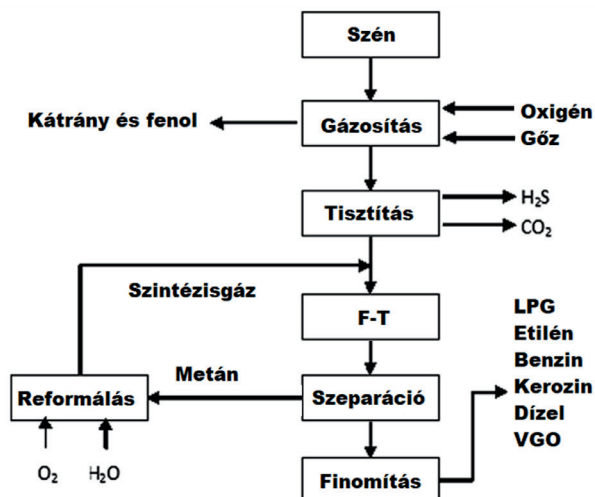 Szén
Kátrány és fenol
Gázosítás
Oxigén
Gőz
Tisztítás
H₂S
CO₂
Szintézisgáz
F-T
LPG
Etilén
Benzin
Kerozin
Dízel
VGO
Metán
Reformálás
Szeparáció
O₂
H₂O
Finomítás